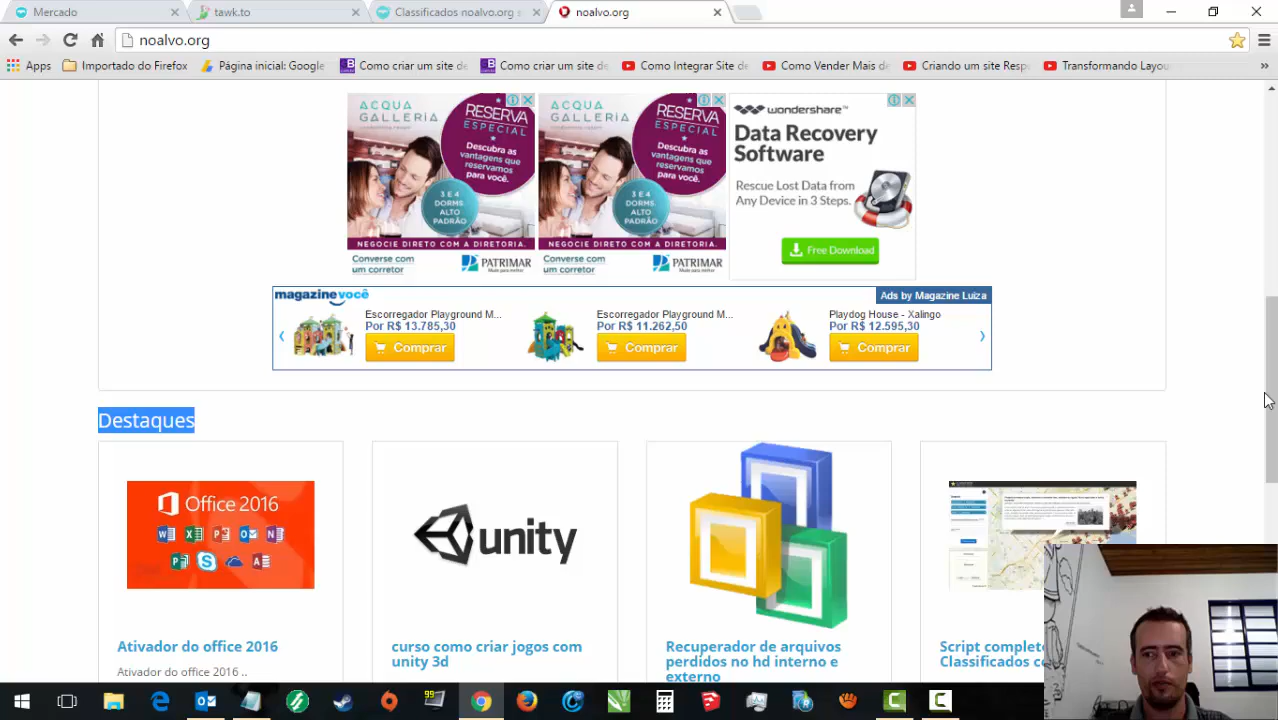 Mercado
tawk.to
Classificados noalvo.org s
noalvo.org
noalvo.org
Apps
Importado do Firefox
Página inicial: Google
Como criar um site de
Como criar um site de
Como Integrar Site de
Como Vender Mais de
Criando um site Resp
Transformando Layou
»
ACQUA
GALLERIA
RESERVA
ESPECIAL
Descubra as
vantagens que
reservamos
para você.
3 E 4
DORMS.
ALTO
PADRÃO
NEGOCIE DIRETO COM A DIRETORIA.
Converse com
um corretor
PATRIMAR
ACQUA
GALLERIA
RESERVA
ESPECIAL
Descubra as
vantagens que
reservamos
para você.
3 E 4
DORMS.
ALTO
PADRÃO
NEGOCIE DIRETO COM A DIRETORIA.
Converse com
um corretor
PATRIMAR
wondershare™
Data Recovery
Software
Rescue Lost Data from
Any Device in 3 Steps.
Free Download
magazinevocê
Ads by Magazine Luiza
Escorregador Playground M...
Por R$ 13.785,30
Comprar
Escorregador Playground M...
Por R$ 11.262,50
Comprar
Playdog House - Xalingo
Por R$ 12.595,30
Comprar
Destaques
Office 2016
unity
Ativador do office 2016
Ativador do office 2016 ..
curso como criar jogos com
unity 3d
Recuperador de arquivos
perdidos no hd interno e
externo
Script complet
Classificados c
99